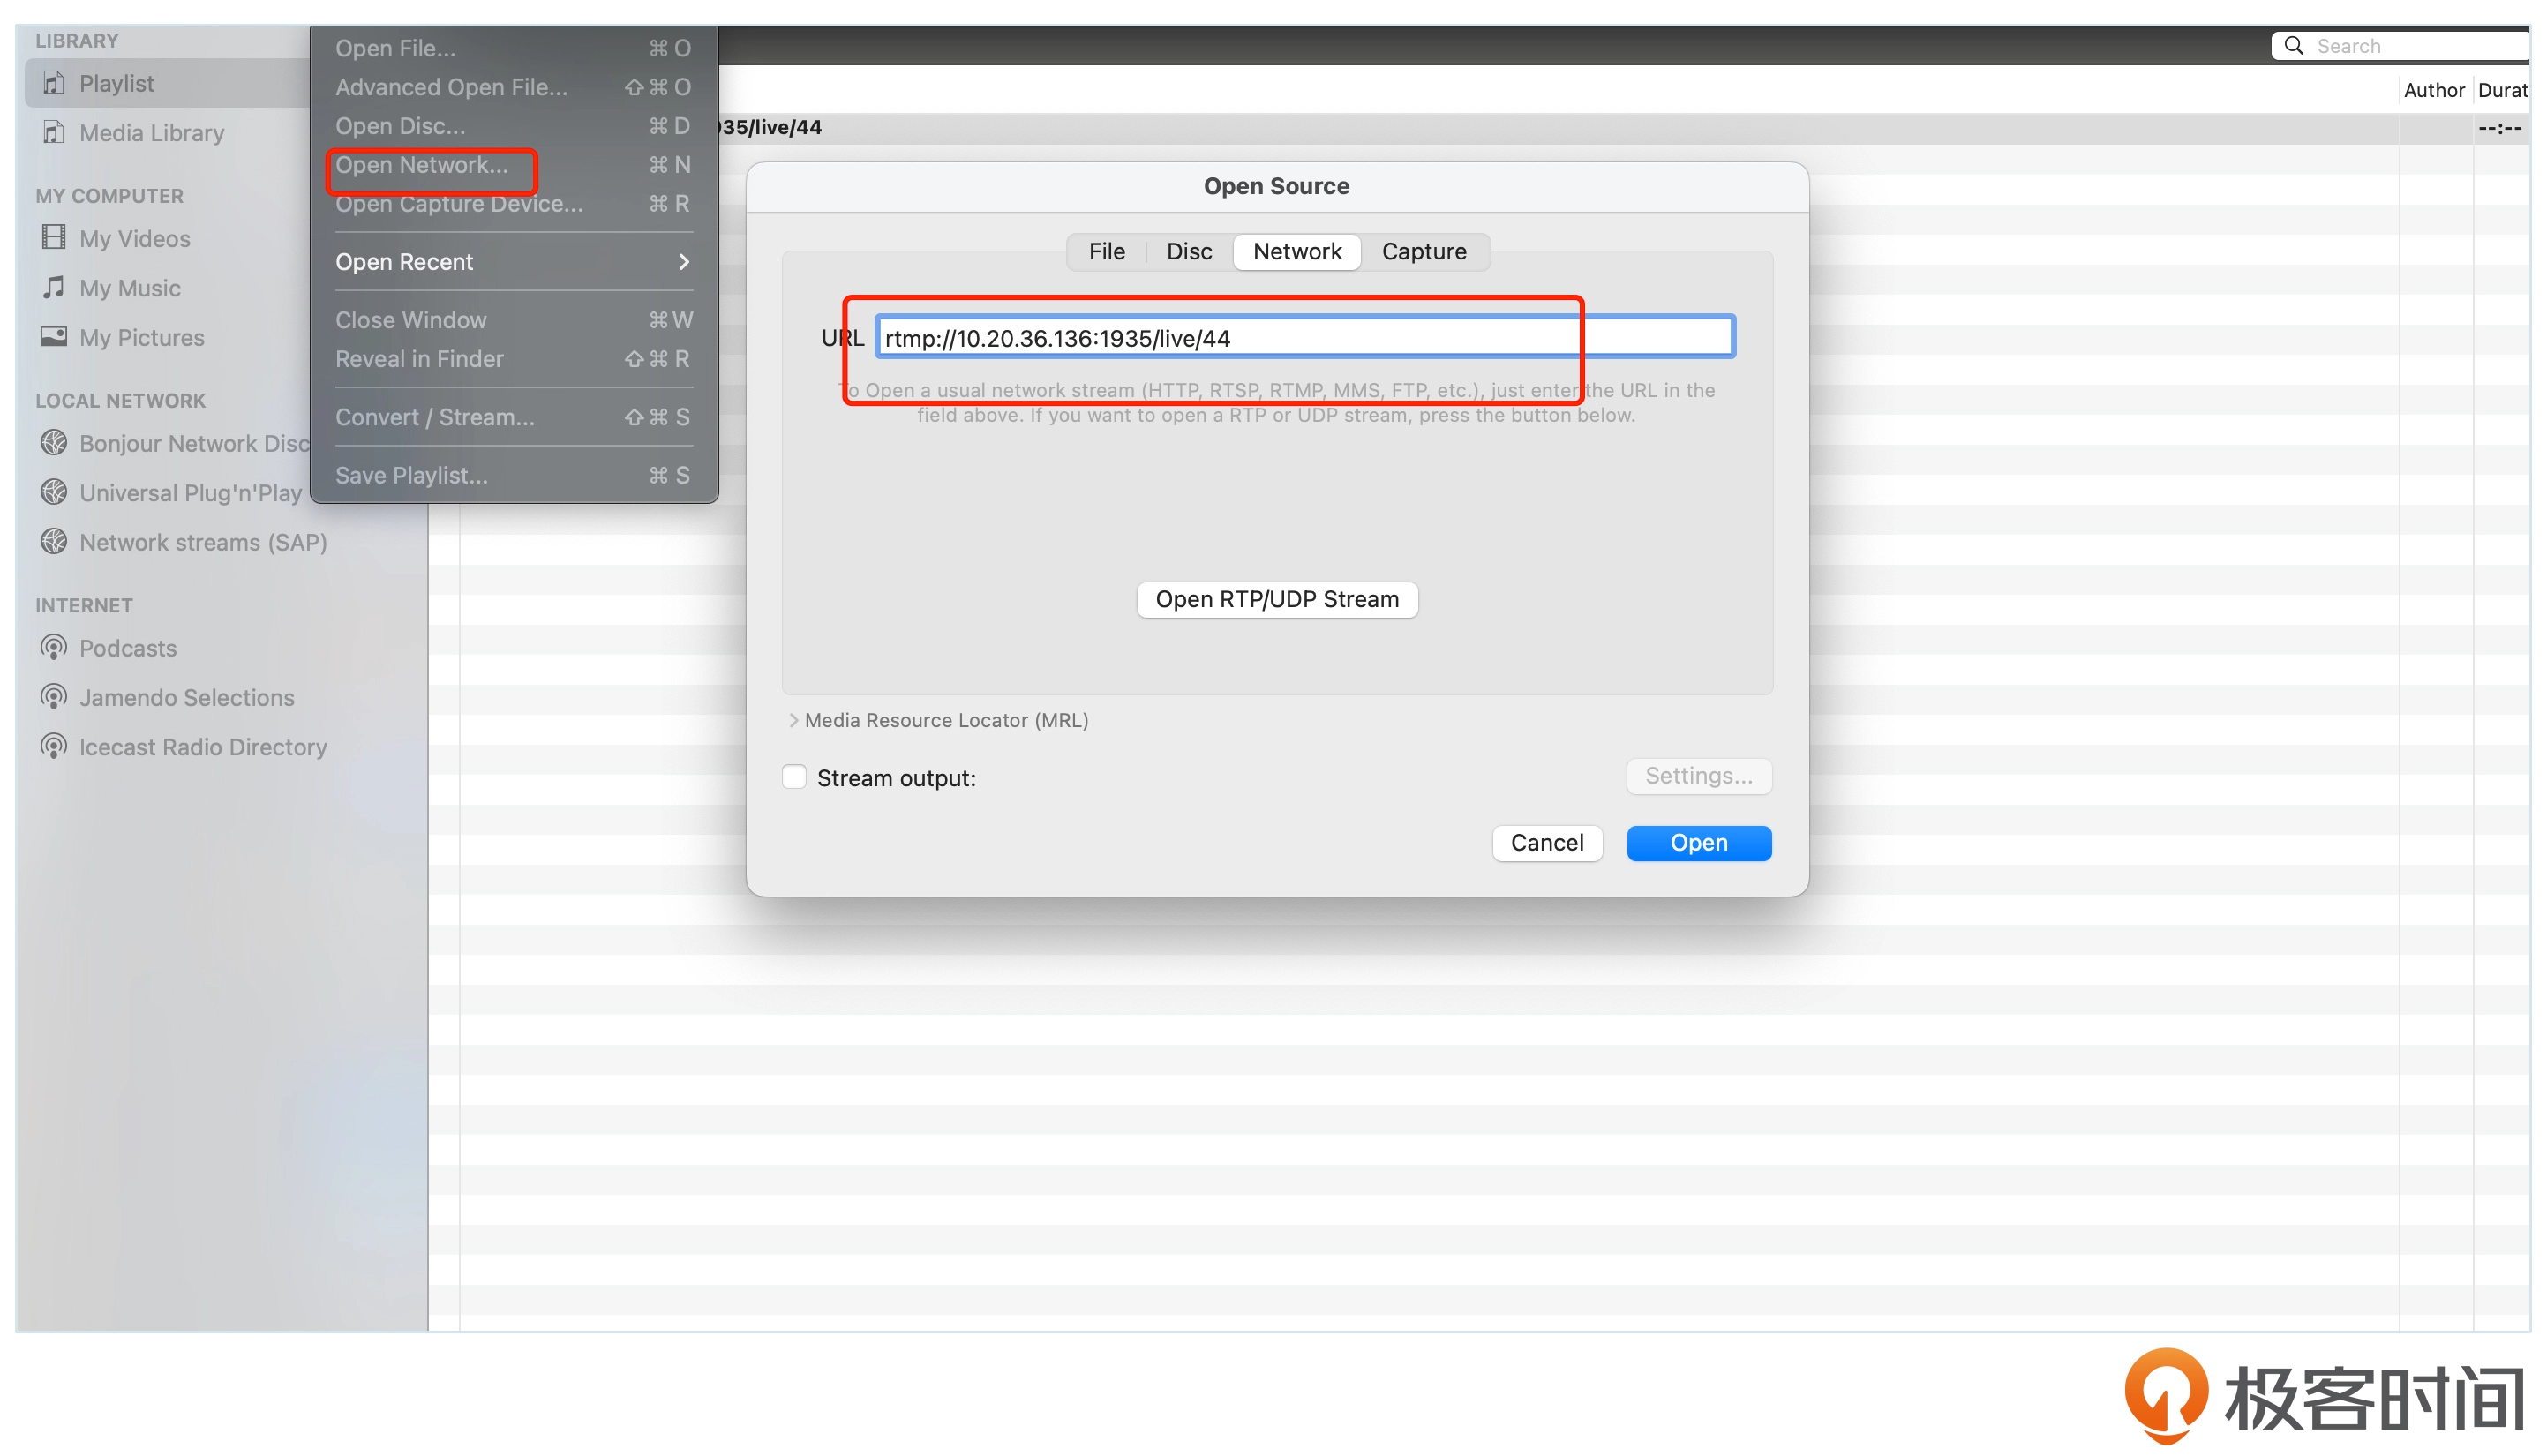 LIBRARY
Playlist
Media Library
MY COMPUTER
My Videos
My Music
My Pictures
LOCAL NETWORK
Bonjour Network Disc
Universal Plug'n'Play
Network streams (SAP)
INTERNET
Podcasts
Jamendo Selections
Icecast Radio Directory
Open File... ⌘ O
Advanced Open File... ⇧ ⌘ O
Open Disc... ⌘ D
Open Network... ⌘ N
Open Capture Device... ⌘ R
Open Recent
Close Window ⌘ W
Reveal in Finder ⇧ ⌘ R
Convert / Stream... ⇧ ⌘ S
Save Playlist... ⌘ S
Search
Author Durat
35/live/44 --:--
Open Source
File Disc Network Capture
URL rtmp://10.20.36.136:1935/live/44
To Open a usual network stream (HTTP, RTSP, RTMP, MMS, FTP, etc.), just enter the URL in the
field above. If you want to open a RTP or UDP stream, press the button below.
Open RTP/UDP Stream
Media Resource Locator (MRL)
Stream output: Settings...
Cancel Open
极客时间